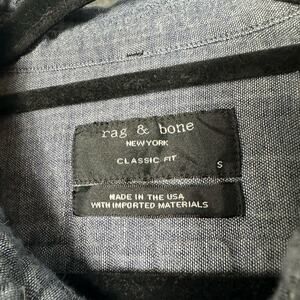 rag & bone
NEW YORK
CLASSIC FIT
S
MADE IN THE USA
WITH IMPORTED MATERIALS